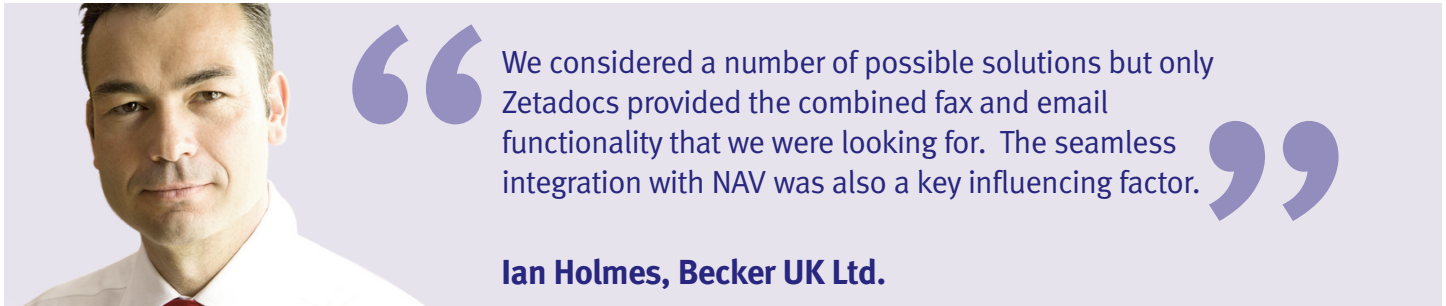 We considered a number of possible solutions but only
Zetadocs provided the combined fax and email
functionality that we were looking for.  The seamless
integration with NAV was also a key influencing factor.
Ian Holmes, Becker UK Ltd.